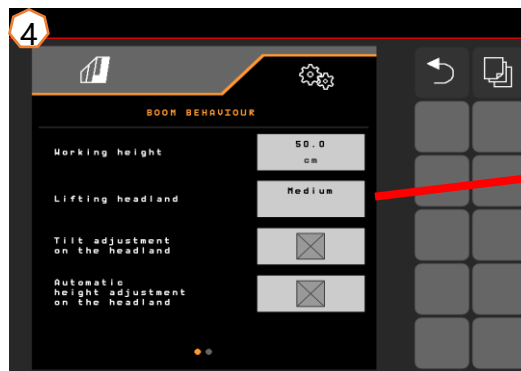 4
BOOM BEHAVIOUR
Working height
50.0
cm
Lifting headland
Medium
Tilt adjustment
on the headland
Automatic
height adjustment
on the headland